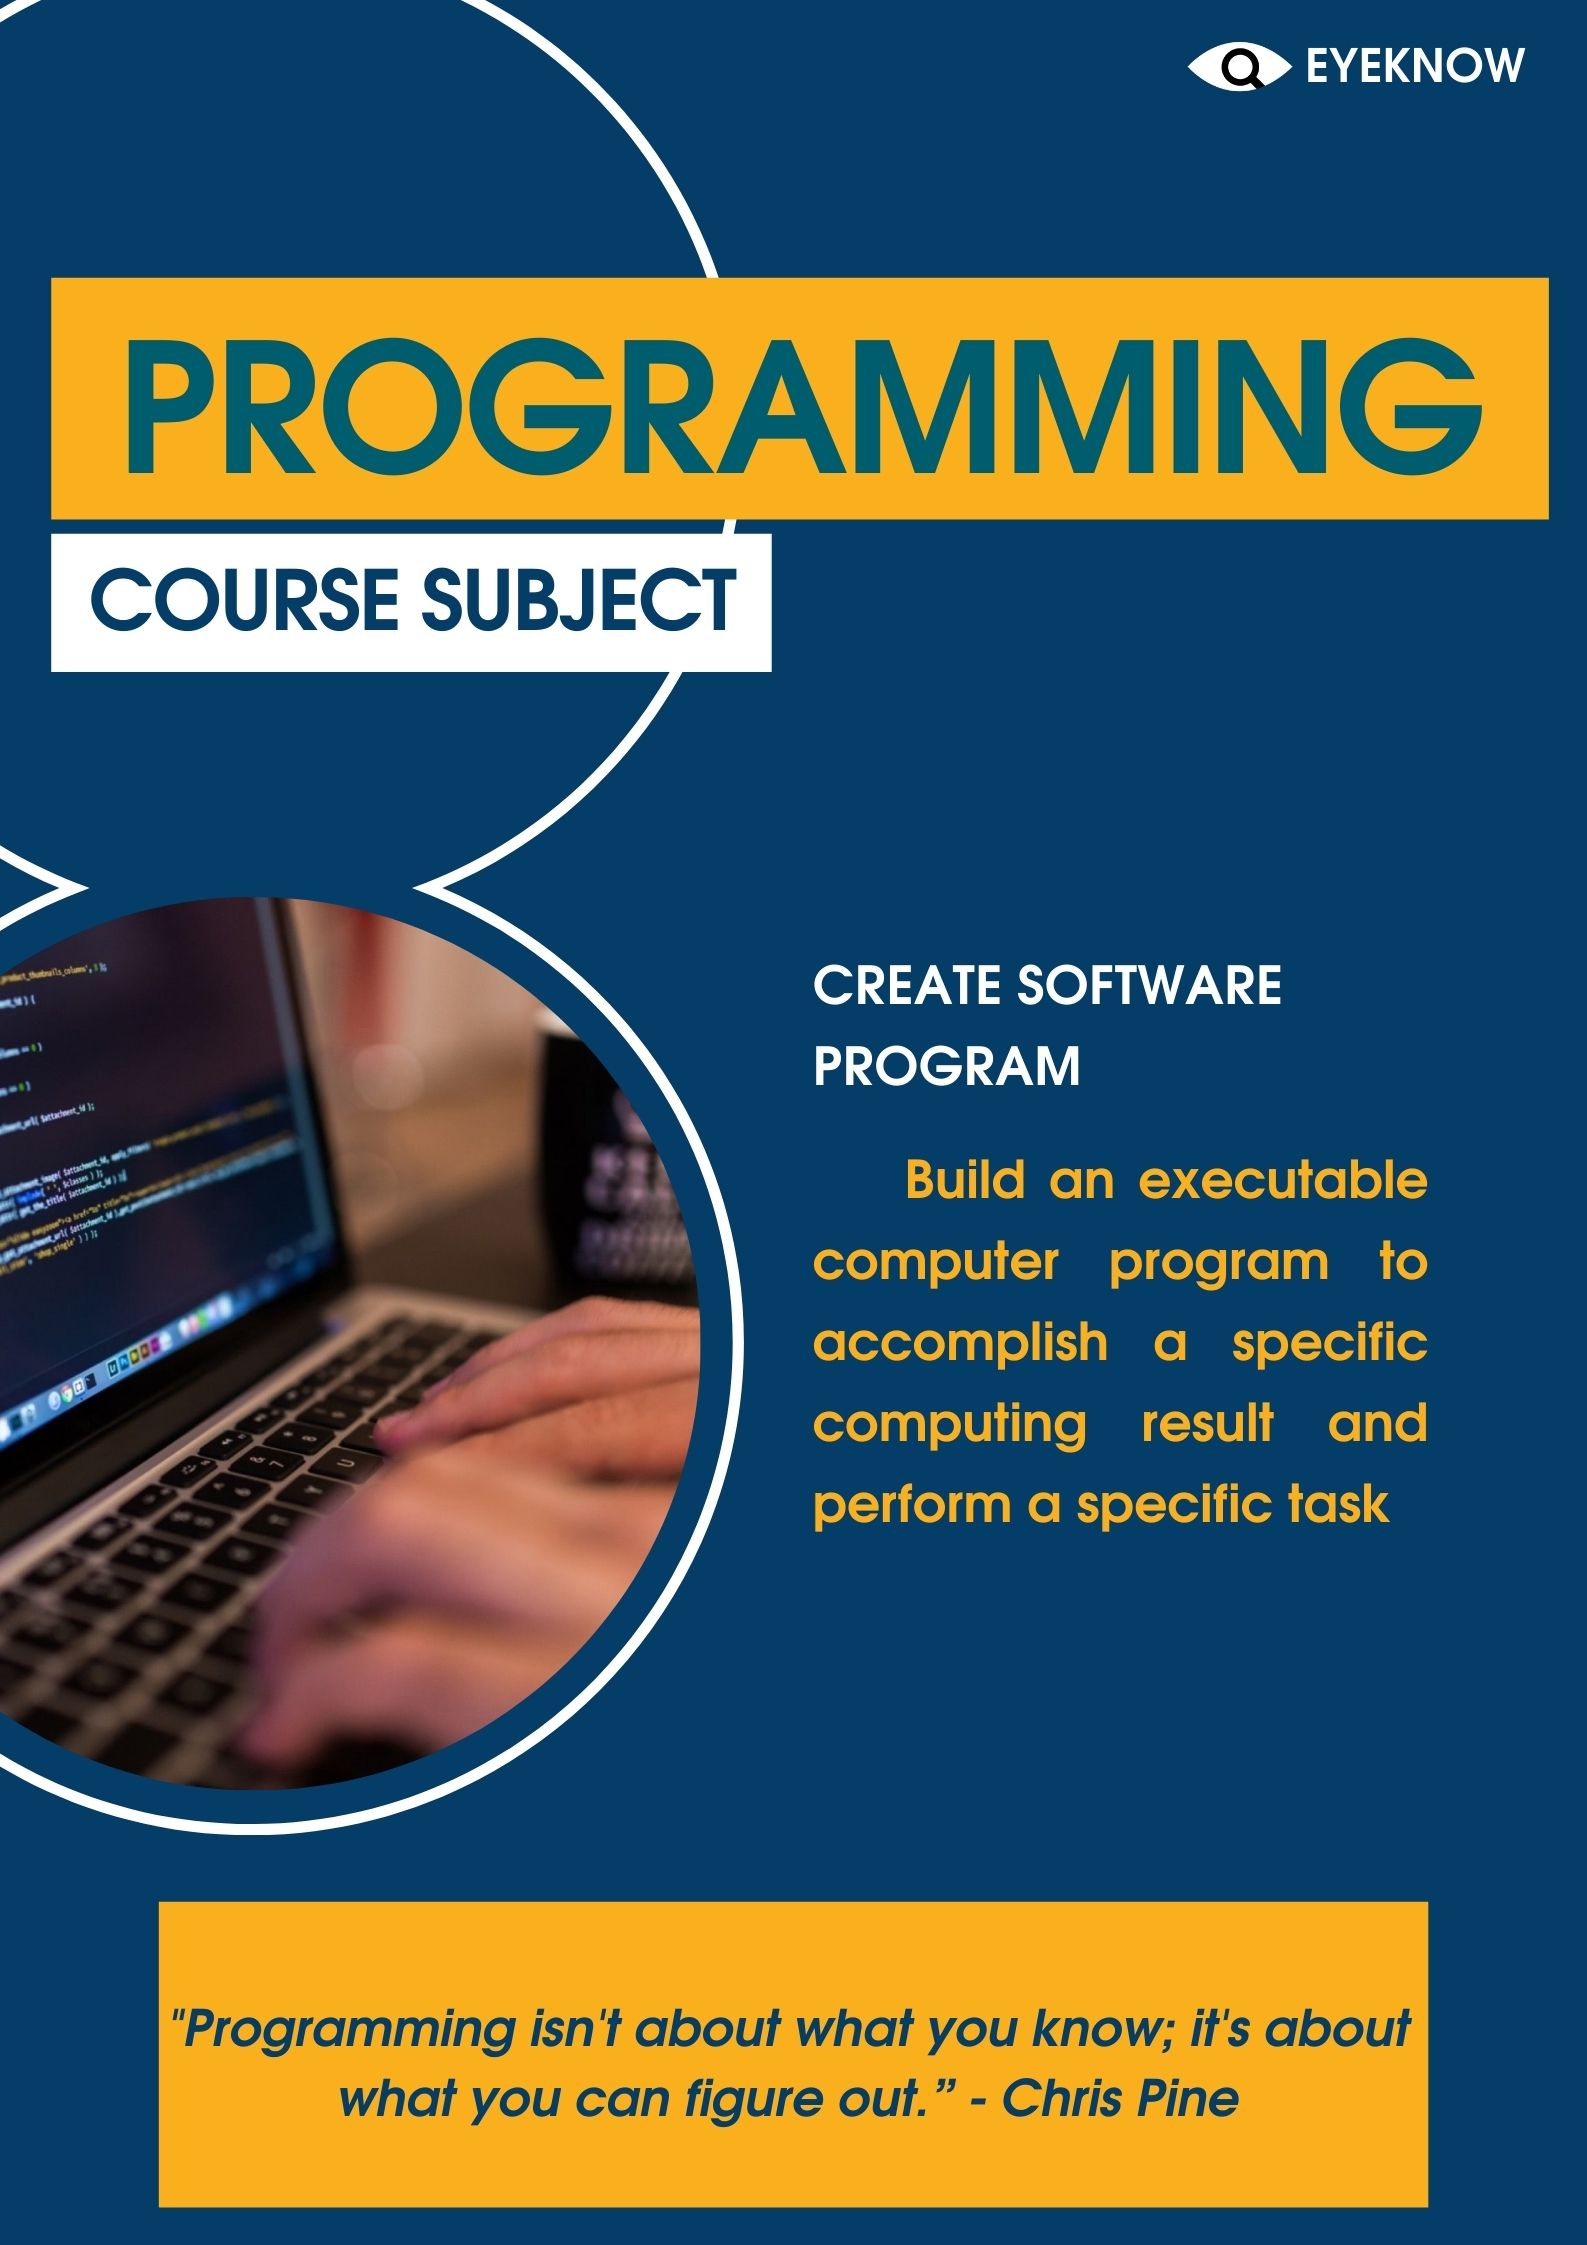 EYEKNOW
PROGRAMMING
COURSE SUBJECT
CREATE SOFTWARE
PROGRAM
Build an executable
computer program to
accomplish a specific
computing result and
perform a specific task
"Programming isn't about what you know; it's about
what you can figure out.” - Chris Pine